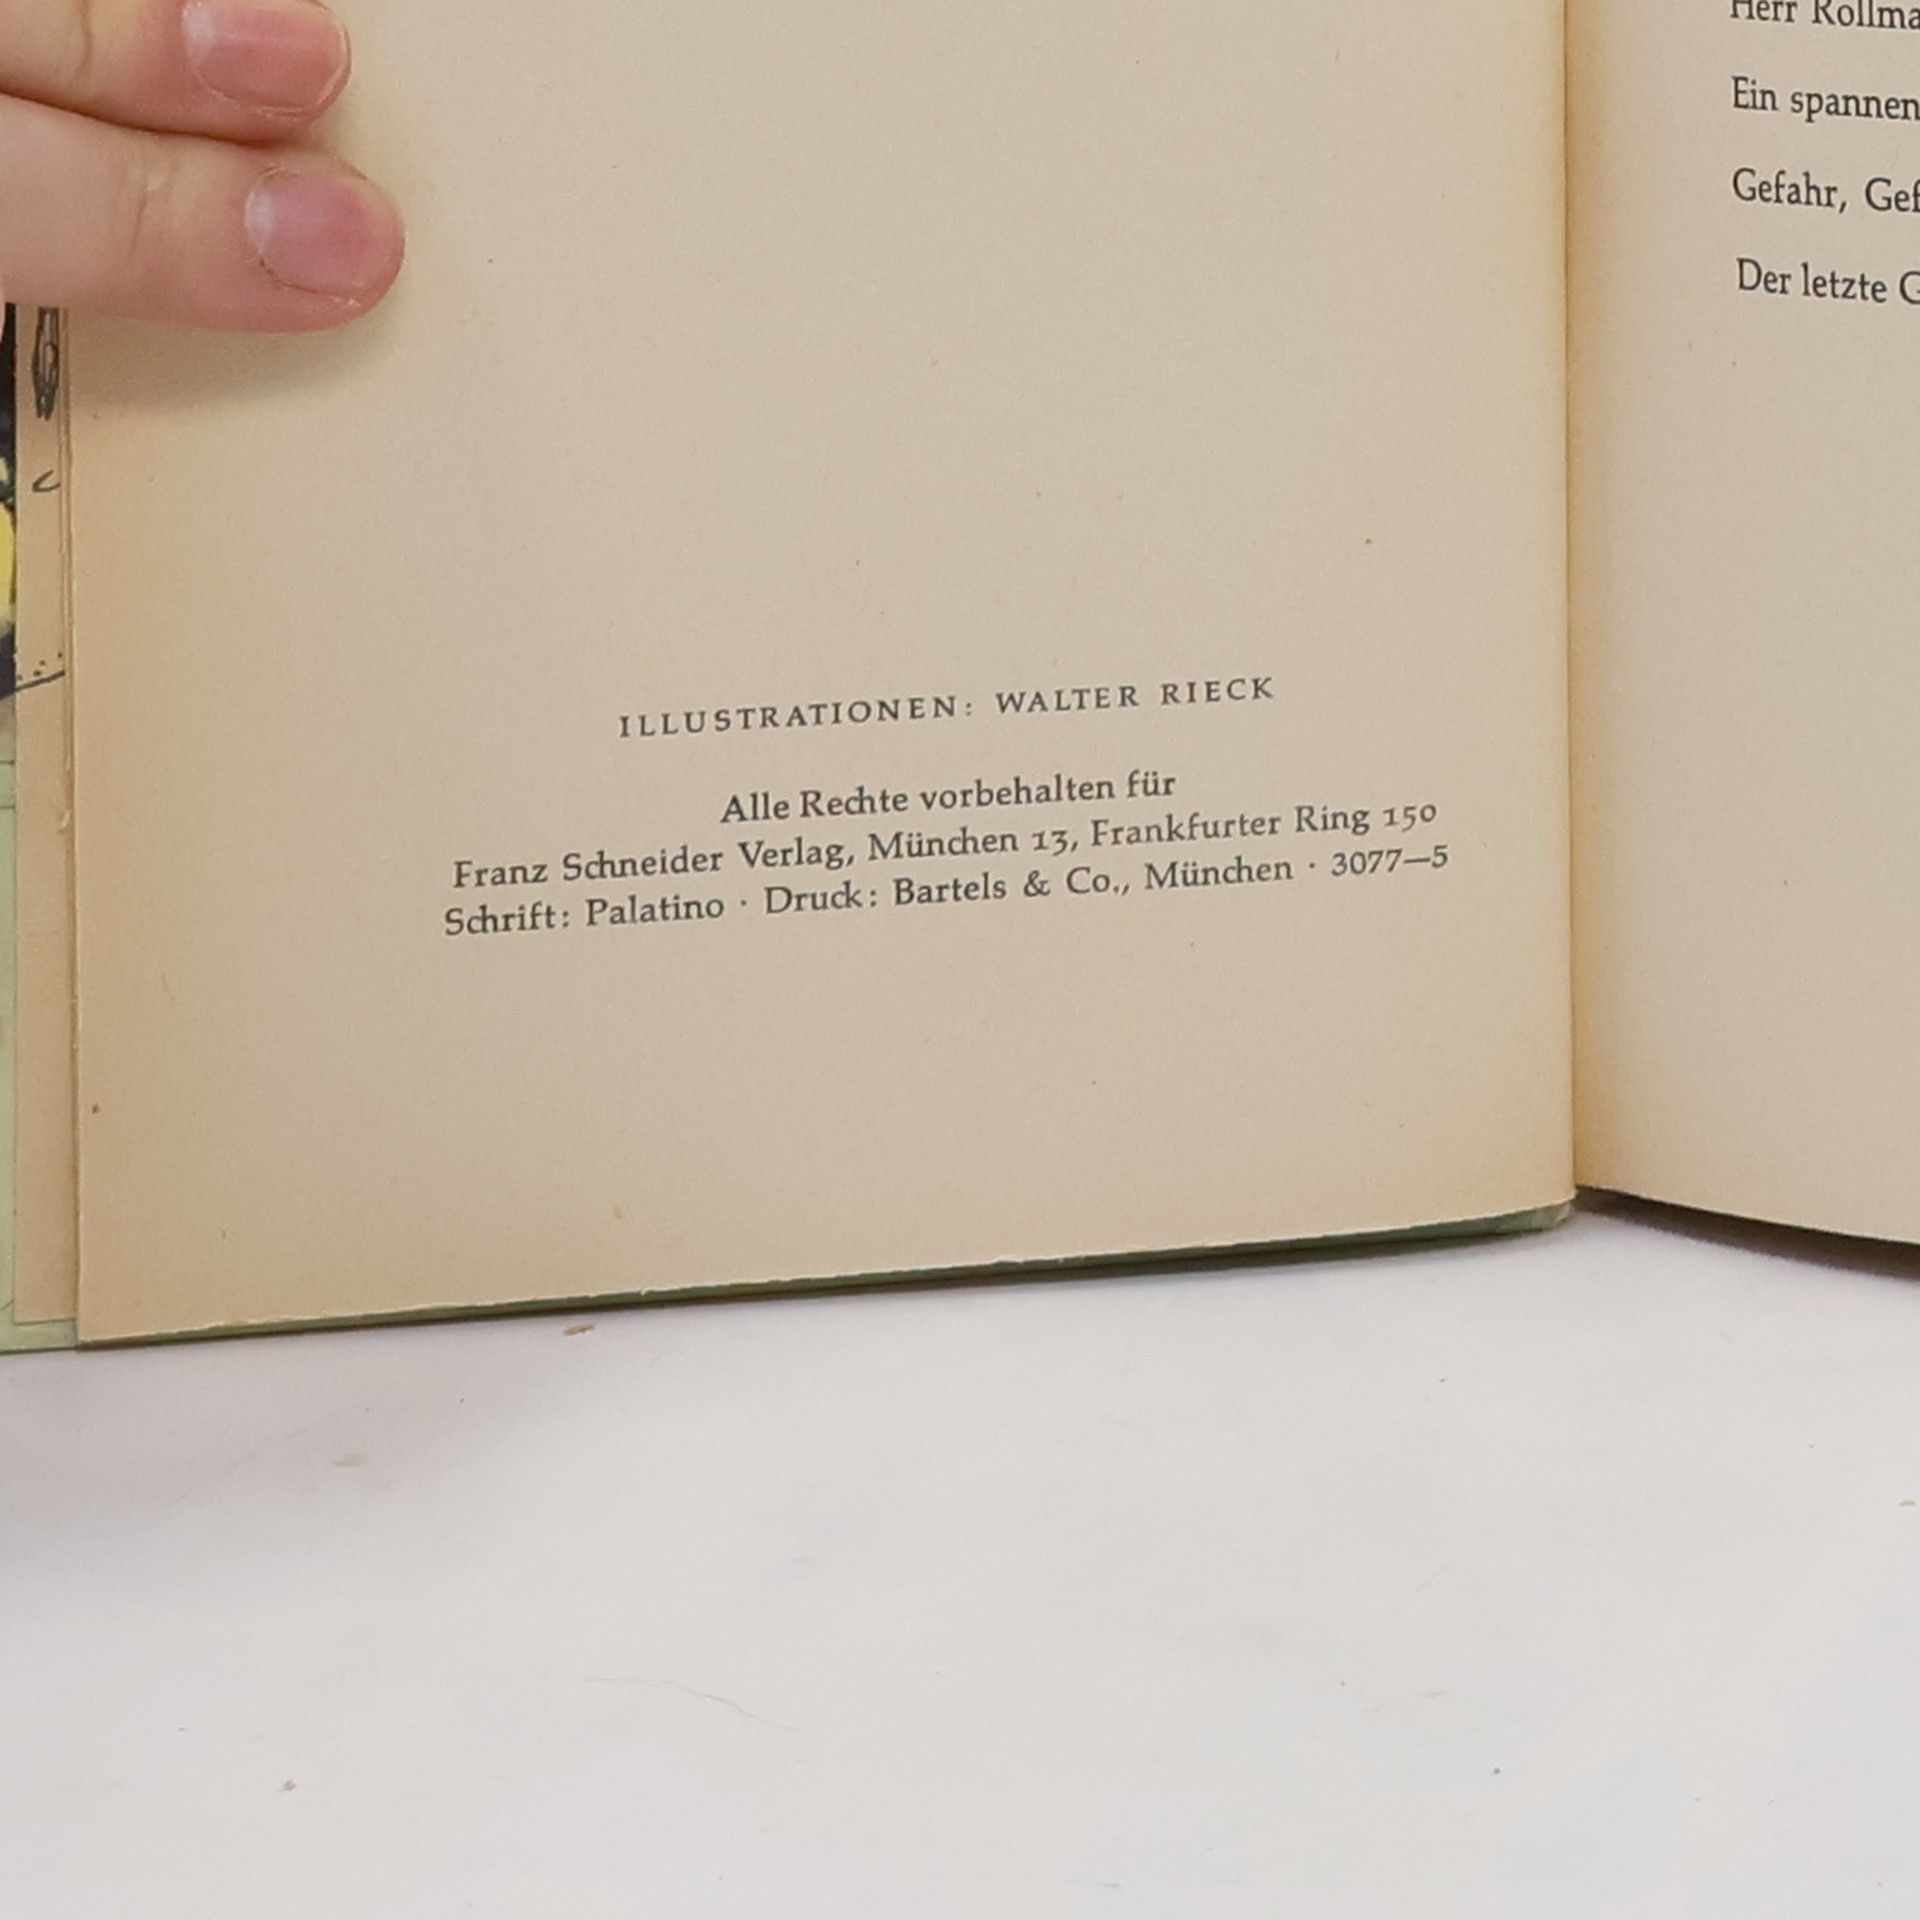 ILLUSTRATIONEN: WALTER RIECK
Alle Rechte vorbehalten für
Franz Schneider Verlag, München 13, Frankfurter Ring 150
Schrift: Palatino · Druck: Bartels & Co., München · 3077—5
Herr Rollma
Ein spannen
Gefahr, Gef
Der letzte G